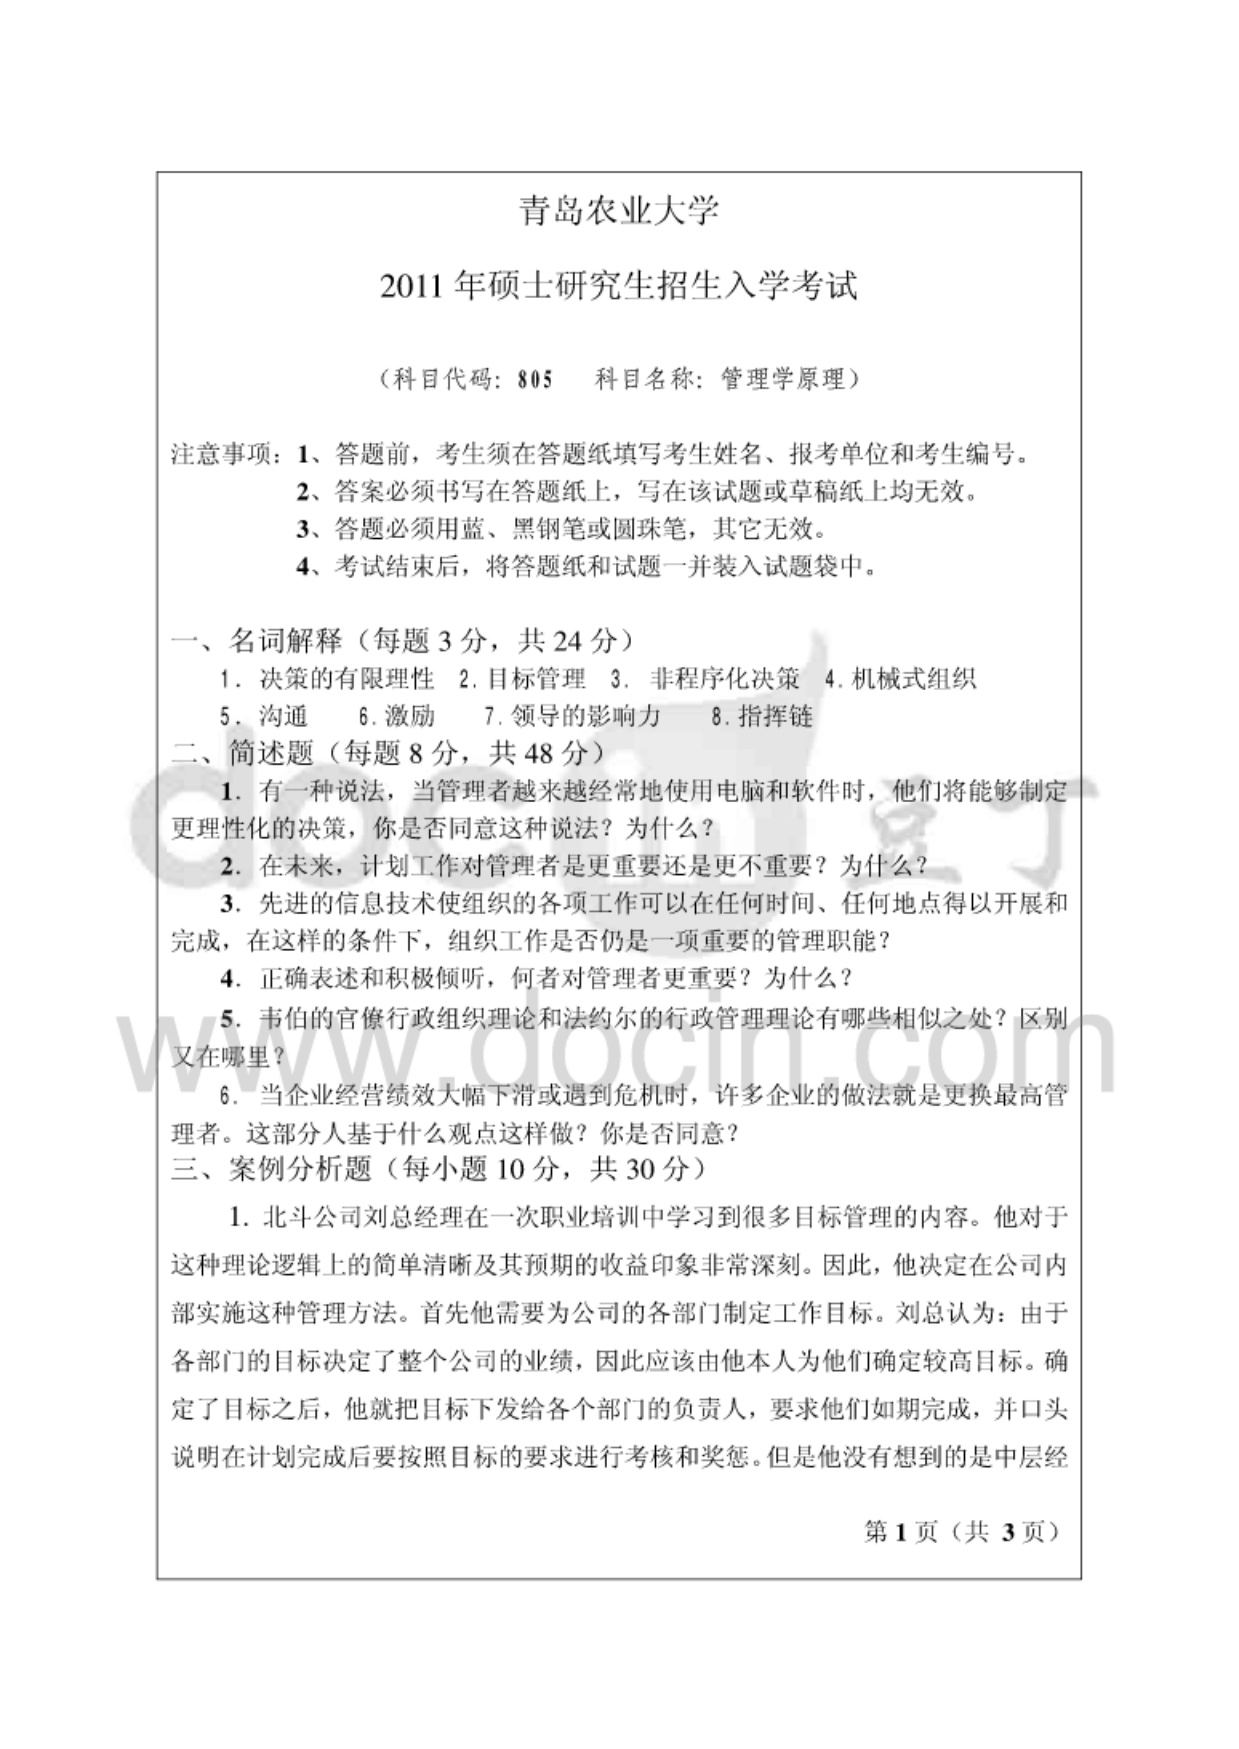 青岛农业大学
2011 年硕士研究生招生入学考试
（科目代码：805 科目名称：管理学原理）
注意事项：1、答题前，考生须在答题纸填写考生姓名、报考单位和考生编号。
2、答案必须书写在答题纸上，写在该试题或草稿纸上均无效。
3、答题必须用蓝、黑钢笔或圆珠笔，其它无效。
4、考试结束后，将答题纸和试题一并装入试题袋中。
一、名词解释（每题 3 分，共 24 分）
1．决策的有限理性 2.目标管理 3． 非程序化决策 4.机械式组织
5．沟通 6.激励 7.领导的影响力 8.指挥链
二、简述题（每题 8 分，共 48 分）
1．有一种说法，当管理者越来越经常地使用电脑和软件时，他们将能够制定
更理性化的决策，你是否同意这种说法？为什么？
2．在未来，计划工作对管理者是更重要还是更不重要？为什么？
3．先进的信息技术使组织的各项工作可以在任何时间、任何地点得以开展和
完成，在这样的条件下，组织工作是否仍是一项重要的管理职能？
4．正确表述和积极倾听，何者对管理者更重要？为什么？
5．韦伯的官僚行政组织理论和法约尔的行政管理理论有哪些相似之处？区别
又在哪里？
6．当企业经营绩效大幅下滑或遇到危机时，许多企业的做法就是更换最高管
理者。这部分人基于什么观点这样做？你是否同意？
三、案例分析题（每小题 10 分，共 30 分）
1. 北斗公司刘总经理在一次职业培训中学习到很多目标管理的内容。他对于
这种理论逻辑上的简单清晰及其预期的收益印象非常深刻。因此，他决定在公司内
部实施这种管理方法。首先他需要为公司的各部门制定工作目标。刘总认为：由于
各部门的目标决定了整个公司的业绩，因此应该由他本人为他们确定较高目标。确
定了目标之后，他就把目标下发给各个部门的负责人，要求他们如期完成，并口头
说明在计划完成后要按照目标的要求进行考核和奖惩。但是他没有想到的是中层经
第 1 页（共 3 页）
docin 豆丁
www.docin.com